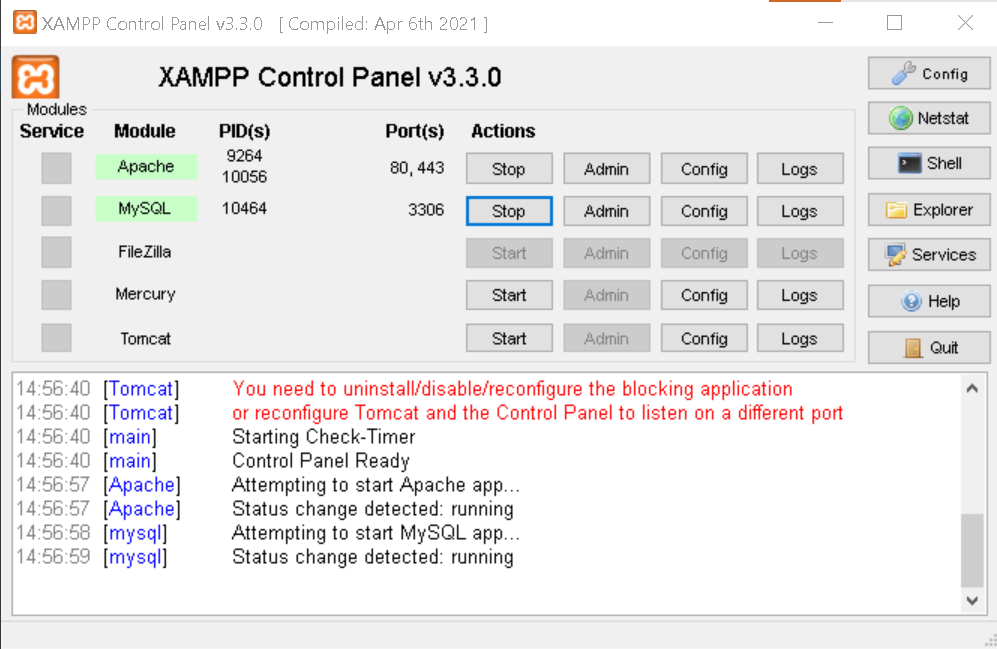 XAMPP Control Panel v3.3.0 [ Compiled: Apr 6th 2021 ]
XAMPP Control Panel v3.3.0
Config
Modules
Service Module PID(s) Port(s) Actions
Netstat
Apache 9264 10056 80, 443 Stop Admin Config Logs
Shell
MySQL 10464 3306 Stop Admin Config Logs
Explorer
FileZilla Start Admin Config Logs
Services
Mercury Start Admin Config Logs
Help
Tomcat Start Admin Config Logs
Quit
14:56:40 [Tomcat] You need to uninstall/disable/reconfigure the blocking application
14:56:40 [Tomcat] or reconfigure Tomcat and the Control Panel to listen on a different port
14:56:40 [main] Starting Check-Timer
14:56:40 [main] Control Panel Ready
14:56:57 [Apache] Attempting to start Apache app...
14:56:57 [Apache] Status change detected: running
14:56:58 [mysql] Attempting to start MySQL app...
14:56:59 [mysql] Status change detected: running